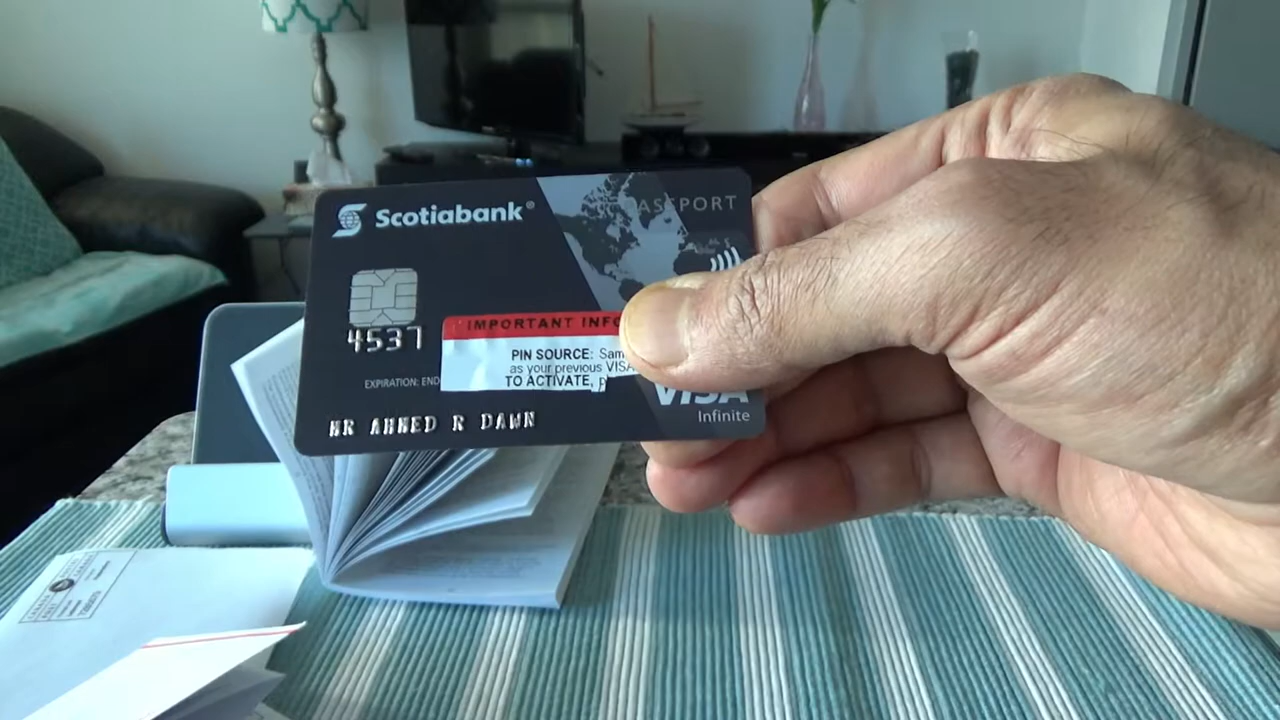 Scotiabank®
PASSPORT
IMPORTANT INFO
4537
PIN SOURCE: Sam
as your previous VISA
TO ACTIVATE, p
EXPIRATION: END
VISA
Infinite
MR AHMED R DAWN